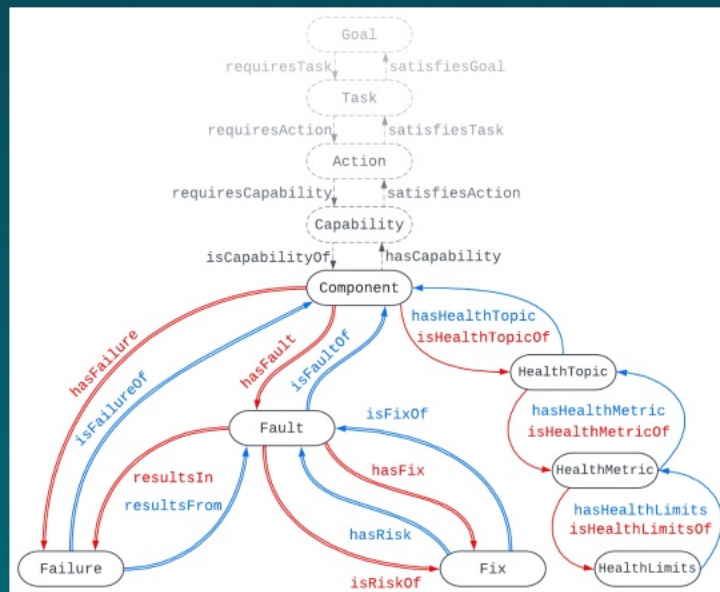 Goal
requiresTask satisfiesGoal
Task
requiresAction satisfiesTask
Action
requiresCapability satisfiesAction
Capability
isCapabilityOf hasCapability
Component
hasFailure
isFailureOf
hasFault
isFaultOf
hasHealthTopic
isHealthTopicOf
HealthTopic
hasHealthMetric
isHealthMetricOf
HealthMetric
hasHealthLimits
isHealthLimitsOf
HealthLimits
isFixOf
Fault
hasFix
resultsIn
resultsFrom
hasRisk
isRiskOf
Failure
Fix